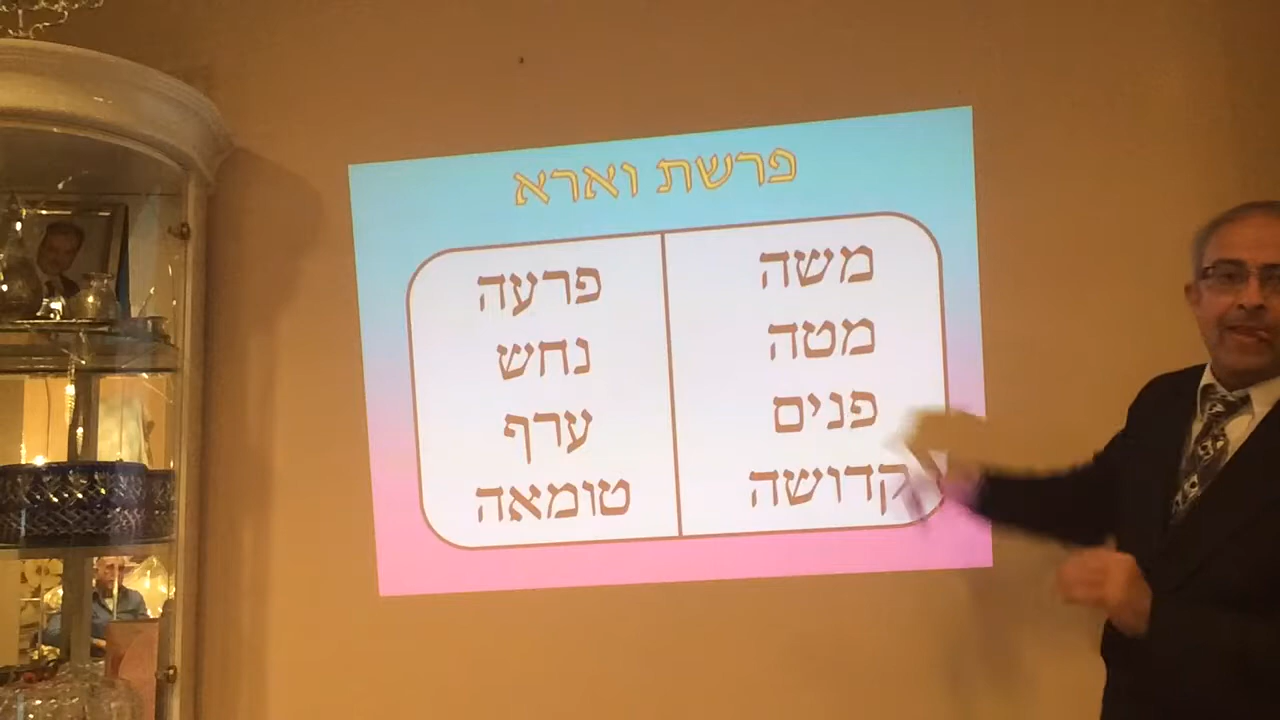 פרשת וארא
משה פרעה
מטה נחש
פנים ערף
קדושה טומאה